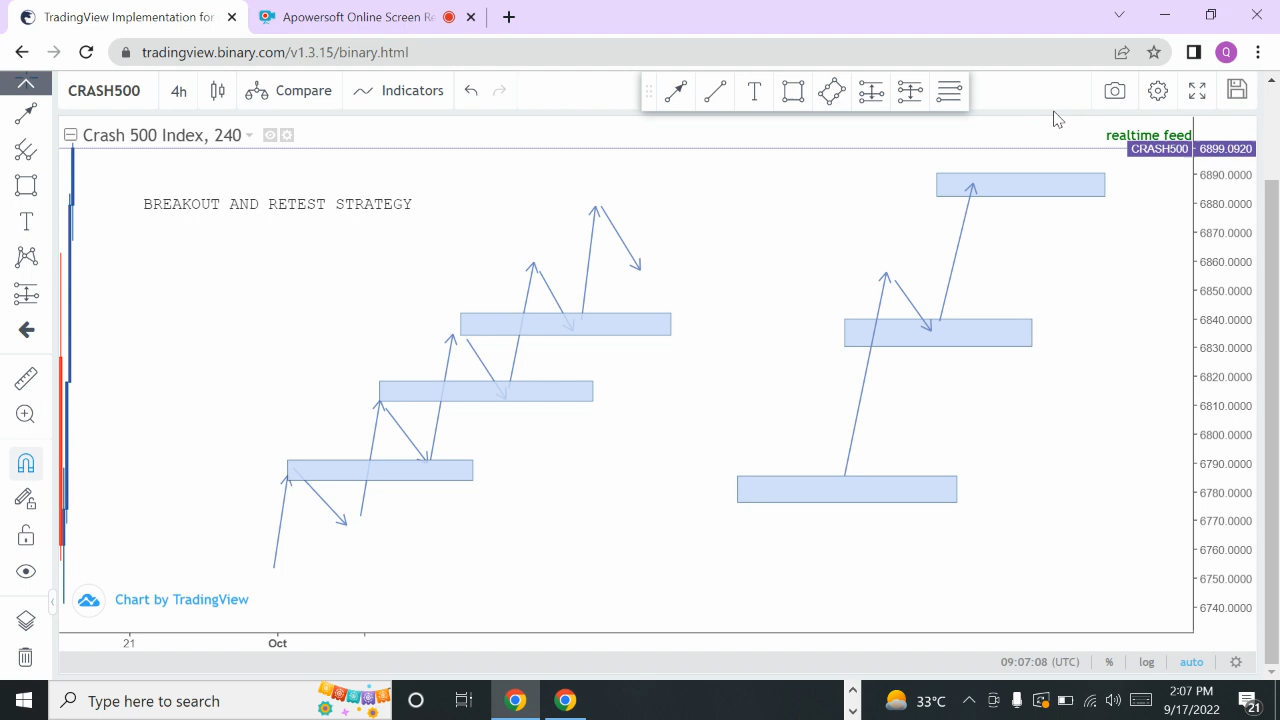 TradingView Implementation for
Apowersoft Online Screen Re
tradingview.binary.com/v1.3.15/binary.html
Q
CRASH500
4h
Compare
Indicators
T
Crash 500 Index, 240
realtime feed
CRASH500
6899.0920
6890.0000
6880.0000
6870.0000
6860.0000
6850.0000
6840.0000
6830.0000
6820.0000
6810.0000
6800.0000
6790.0000
6780.0000
6770.0000
6760.0000
6750.0000
6740.0000
BREAKOUT AND RETEST STRATEGY
T
Chart by TradingView
21
Oct
09:07:08 (UTC)
%
log
auto
Type here to search
33°C
2:07 PM
9/17/2022
21